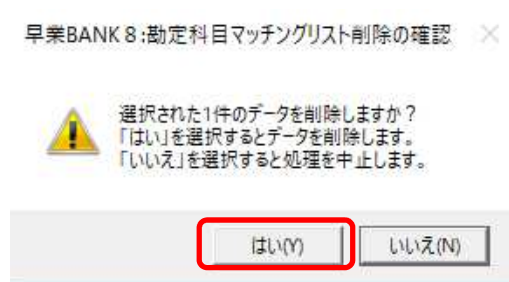 早業BANK 8:勘定科目マッチングリスト削除の確認
選択された1件のデータを削除しますか？
「はい」を選択するとデータを削除します。
「いいえ」を選択すると処理を中止します。
はい(Y)
いいえ(N)